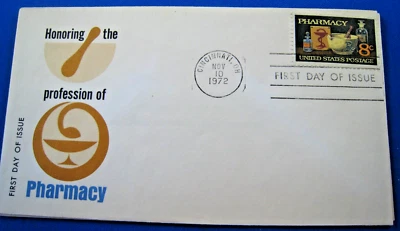 Honoring the
profession of
Pharmacy
FIRST DAY OF ISSUE
CINCINNATI, OH
NOV
10
1972
PHARMACY
8c
UNITED STATES POSTAGE
FIRST DAY OF ISSUE